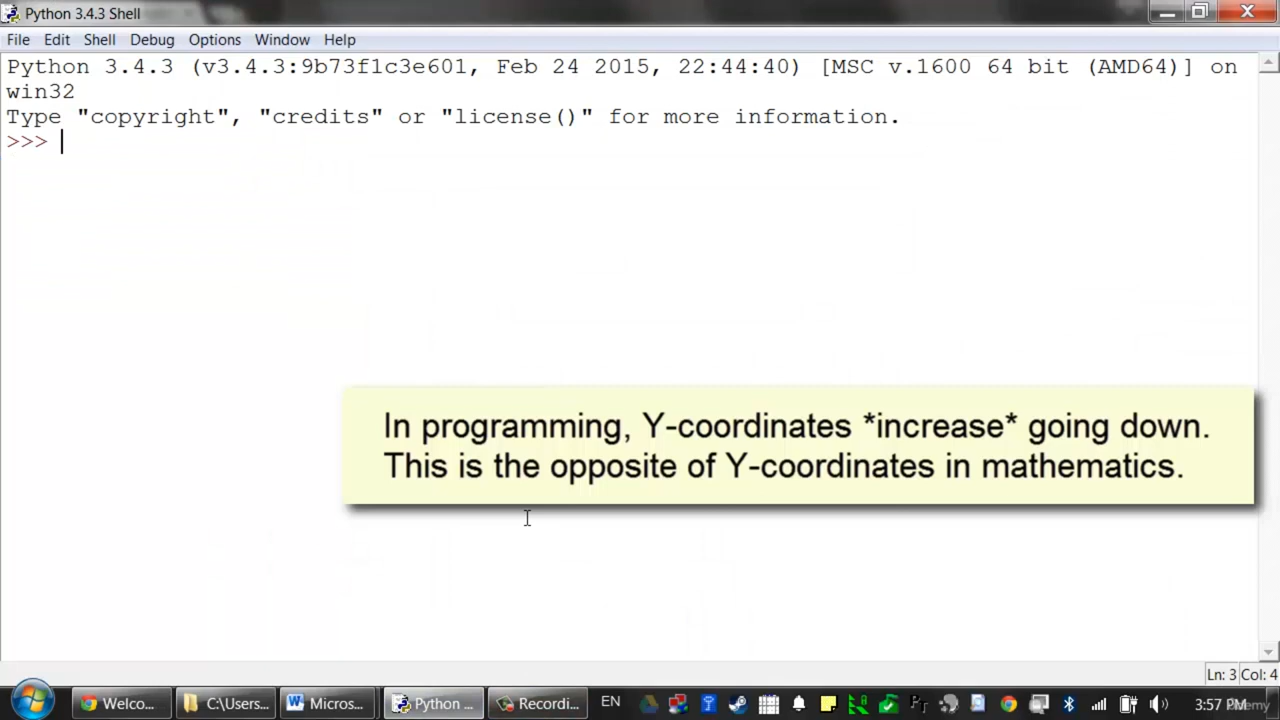 Python 3.4.3 Shell
File Edit Shell Debug Options Window Help
Python 3.4.3 (v3.4.3:9b73f1c3e601, Feb 24 2015, 22:44:40) [MSC v.1600 64 bit (AMD64)] on
win32
Type "copyright", "credits" or "license()" for more information.
>>>
In programming, Y-coordinates *increase* going down.
This is the opposite of Y-coordinates in mathematics.
Ln: 3 Col: 4
Welco... C:\Users... Micros... Python ... Recordi... EN 3:57 PM